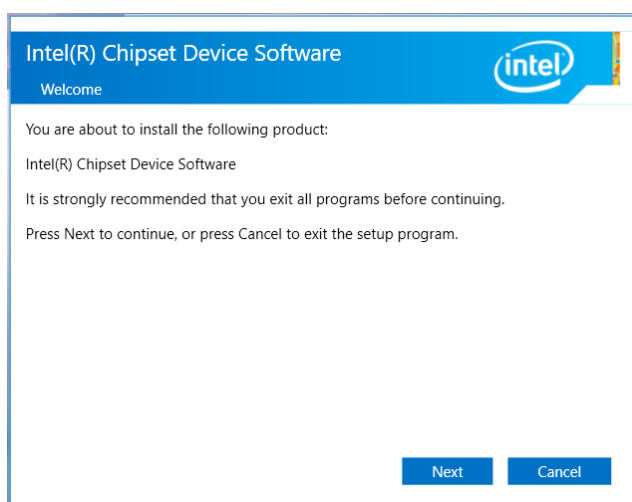 Intel(R) Chipset Device Software
intel
Welcome
You are about to install the following product:
Intel(R) Chipset Device Software
It is strongly recommended that you exit all programs before continuing.
Press Next to continue, or press Cancel to exit the setup program.
Next
Cancel